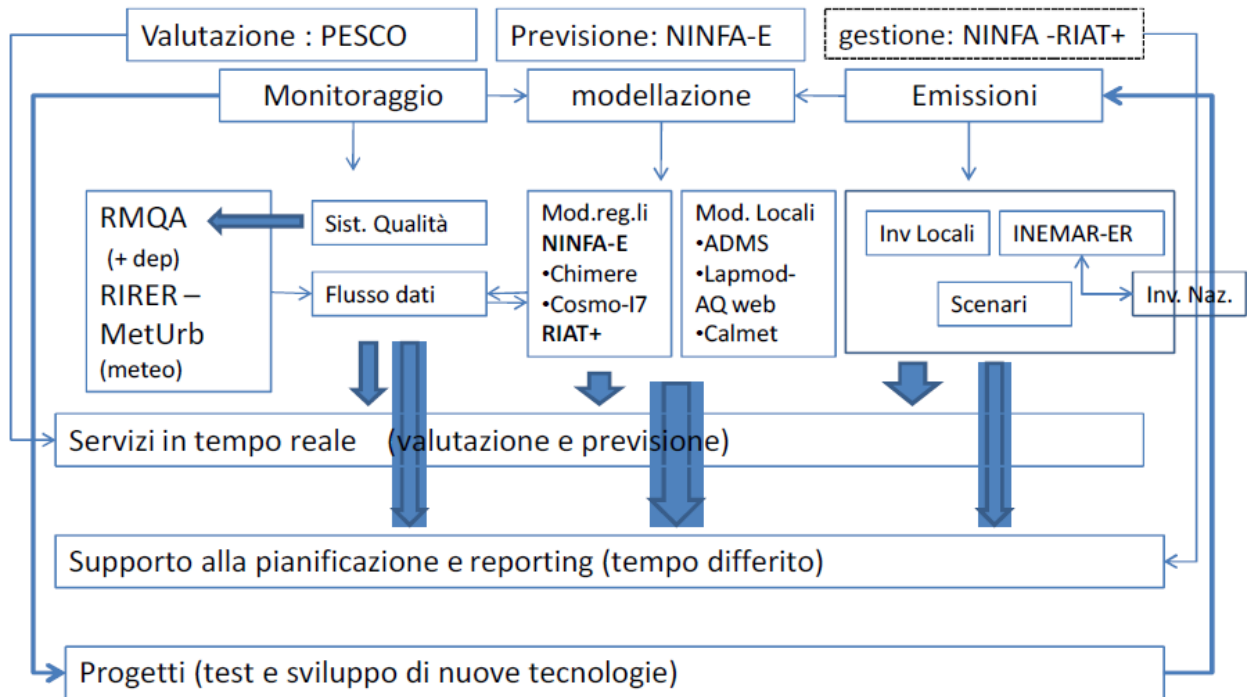 Valutazione : PESCO
Previsione: NINFA-E
gestione: NINFA -RIAT+
Monitoraggio
modellazione
Emissioni
RMQA
(+ dep)
RIRER –
MetUrb
(meteo)
Sist. Qualità
Flusso dati
Mod.reg.li
NINFA-E
•Chimere
•Cosmo-I7
RIAT+
Mod. Locali
•ADMS
•Lapmod-
AQ web
•Calmet
Inv Locali
INEMAR-ER
Scenari
Inv. Naz.
Servizi in tempo reale (valutazione e previsione)
Supporto alla pianificazione e reporting (tempo differito)
Progetti (test e sviluppo di nuove tecnologie)